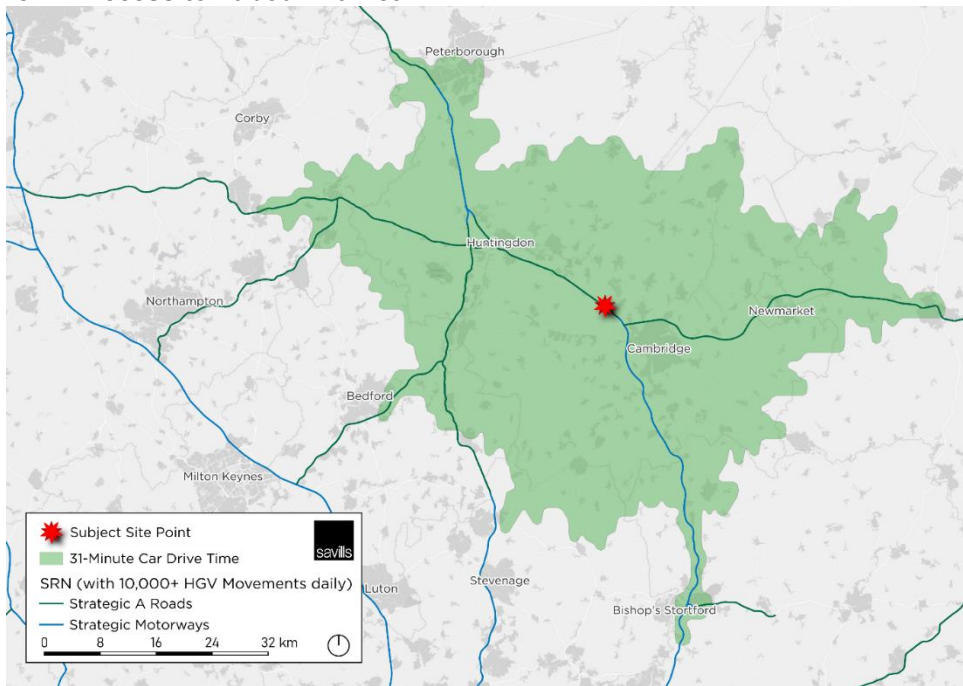 Peterborough
Corby
Huntingdon
Northampton
Newmarket
Cambridge
Bedford
Milton Keynes
Luton
Stevenage
Bishop's Stortford
Subject Site Point
savills
31-Minute Car Drive Time
SRN (with 10,000+ HGV Movements daily)
Strategic A Roads
Strategic Motorways
0 8 16 24 32 km